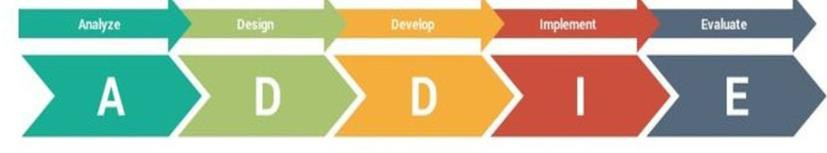 Analyze Design Develop Implement Evaluate
A D D I E